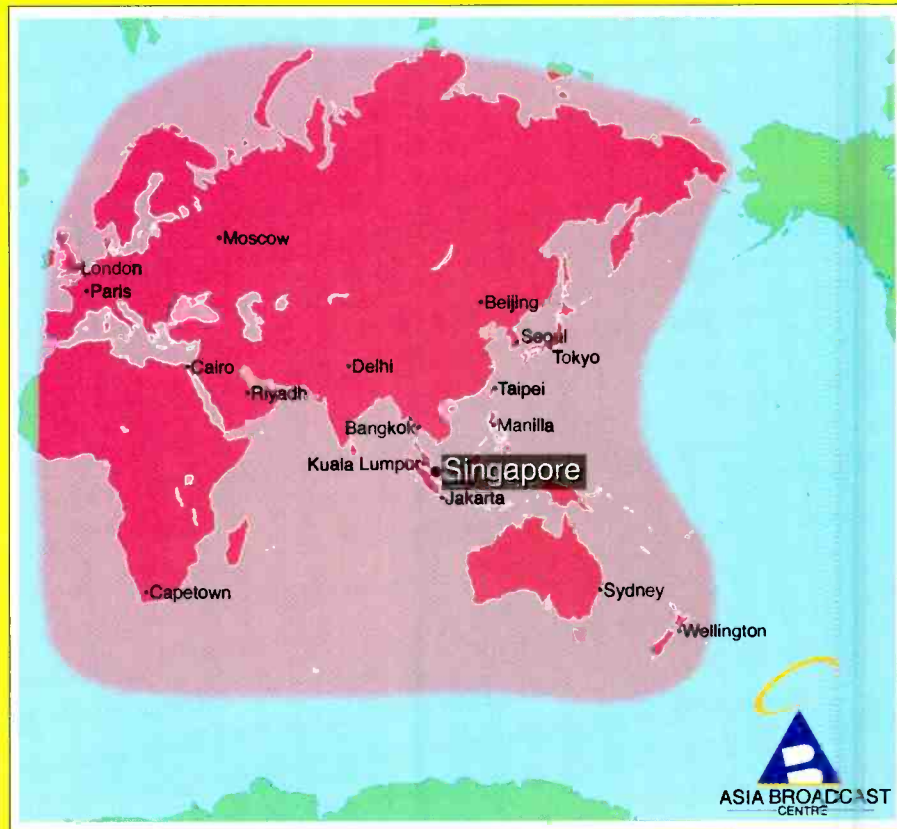 Moscow
London
Paris
Beijing
Seoul
Tokyo
Cairo
Delhi
Riyadh
Taipei
Bangkok
Manilla
Kuala Lumpur
Singapore
Jakarta
Capetown
Sydney
Wellington
B
ASIA BROADCAST
CENTRE